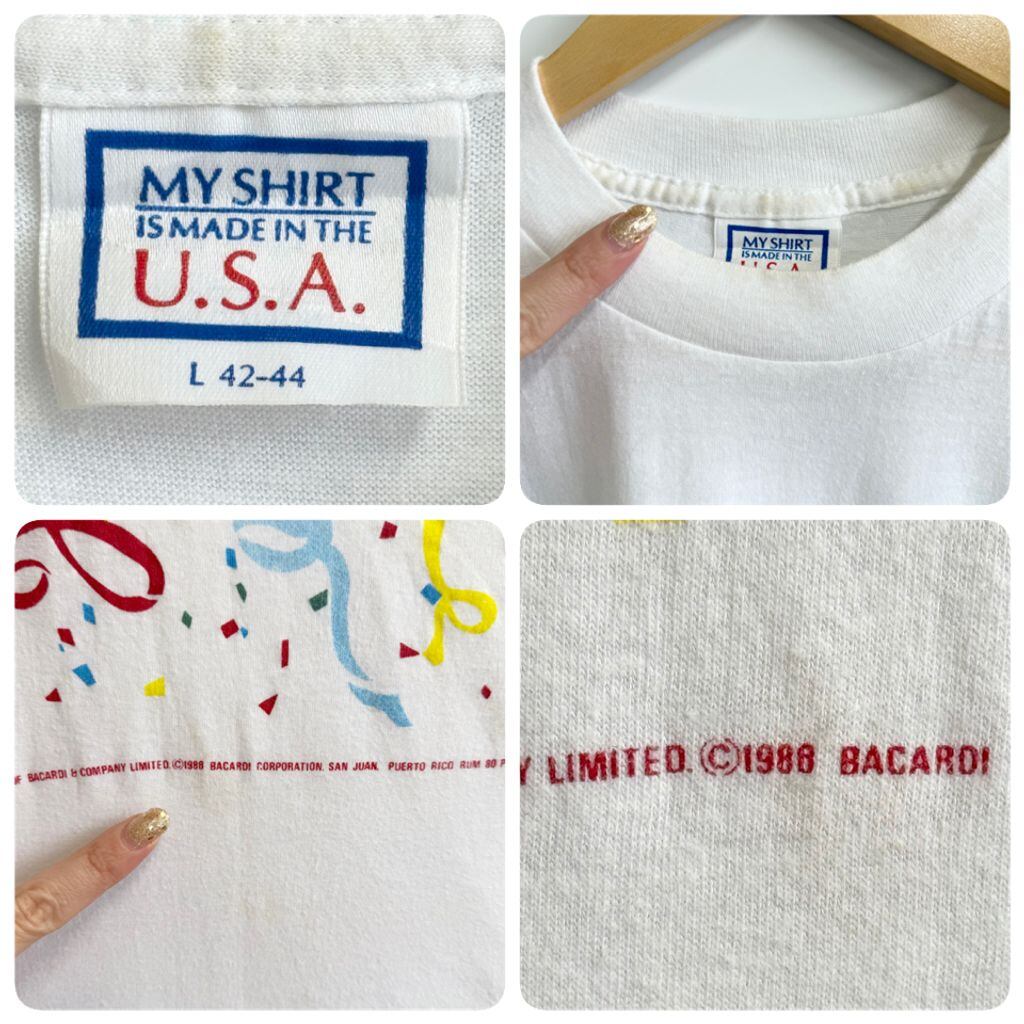 MY SHIRT
IS MADE IN THE
U.S.A.
L 42-44
MY SHIRT
IS MADE IN THE
U.S.A.
BACARDI & COMPANY LIMITED. ©1988 BACARDI CORPORATION. SAN JUAN, PUERTO RICO RUM 80 P
Y LIMITED. ©1988 BACARDI